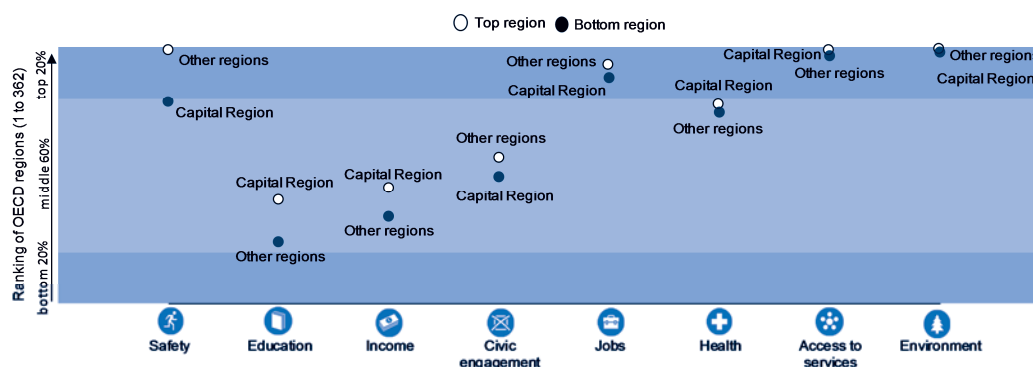 Top region
Bottom region
Ranking of OECD regions (1 to 362)
top 20%
middle 60%
bottom 20%
Other regions
Capital Region
Capital Region
Other regions
Capital Region
Other regions
Other regions
Capital Region
Other regions
Capital Region
Capital Region
Other regions
Capital Region
Other regions
Other regions
Capital Region
Safety
Education
Income
Civic
engagement
Jobs
Health
Access to
services
Environment